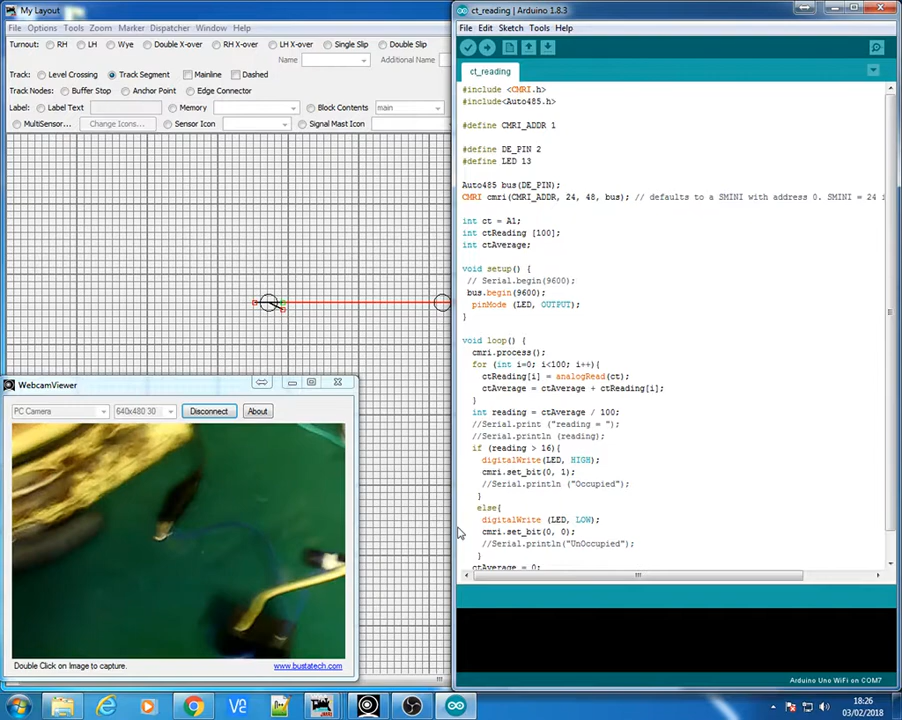 My Layout
File Options Tools Zoom Marker Dispatcher Window Help
Turnout: RH LH Wye Double X-over RH X-over LH X-over Single Slip Double Slip
Name Additional Name
Track: Level Crossing Track Segment Mainline Dashed
Track Nodes: Buffer Stop Anchor Point Edge Connector
Label: Label Text Memory Block Contents main
MultiSensor... Change Icons... Sensor Icon Signal Mast Icon
WebcamViewer
PC Camera 640x480 30 Disconnect About
Double Click on Image to capture. www.bustatech.com
ct_reading | Arduino 1.8.3
File Edit Sketch Tools Help
ct_reading
#include <CMRI.h>
#include<Auto485.h>
#define CMRI_ADDR 1
#define DE_PIN 2
#define LED 13
Auto485 bus(DE_PIN);
CMRI cmri(CMRI_ADDR, 24, 48, bus); // defaults to a SMINI with address 0. SMINI = 24 i
int ct = A1;
int ctReading [100];
int ctAverage;
void setup() {
// Serial.begin(9600);
bus.begin(9600);
pinMode (LED, OUTPUT);
}
void loop() {
cmri.process();
for (int i=0; i<100; i++){
ctReading[i] = analogRead(ct);
ctAverage = ctAverage + ctReading[i];
}
int reading = ctAverage / 100;
//Serial.print ("reading = ");
//Serial.println (reading);
if (reading > 16){
digitalWrite(LED, HIGH);
cmri.set_bit(0, 1);
//Serial.println ("Occupied");
}
else{
digitalWrite (LED, LOW);
cmri.set_bit(0, 0);
//Serial.println("UnOccupied");
}
ctAverage = 0;
Arduino Uno WiFi on COM7
18:26
03/02/2018